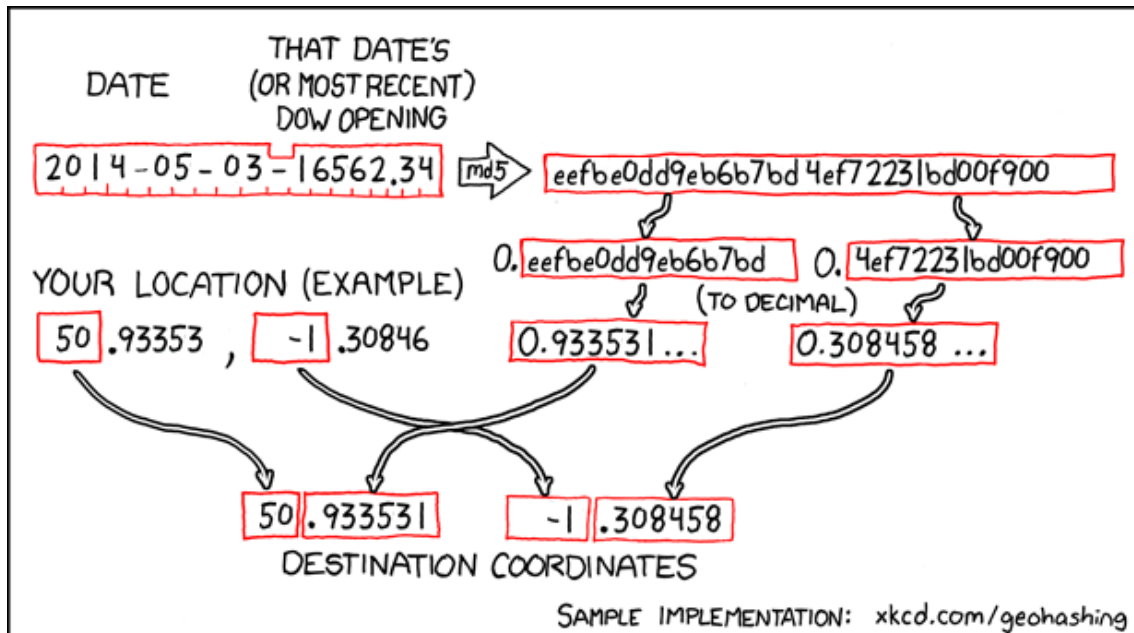 DATE
THAT DATE'S
(OR MOST RECENT)
DOW OPENING
2014-05-03-16562.34
md5
eefbe0dd9eb6b7bd4ef72231bd00f900
0.eefbe0dd9eb6b7bd
0.4ef72231bd00f900
YOUR LOCATION (EXAMPLE)
(TO DECIMAL)
50.93353, -1.30846
0.933531...
0.308458...
50.933531
-1.308458
DESTINATION COORDINATES
SAMPLE IMPLEMENTATION: xkcd.com/geohashing